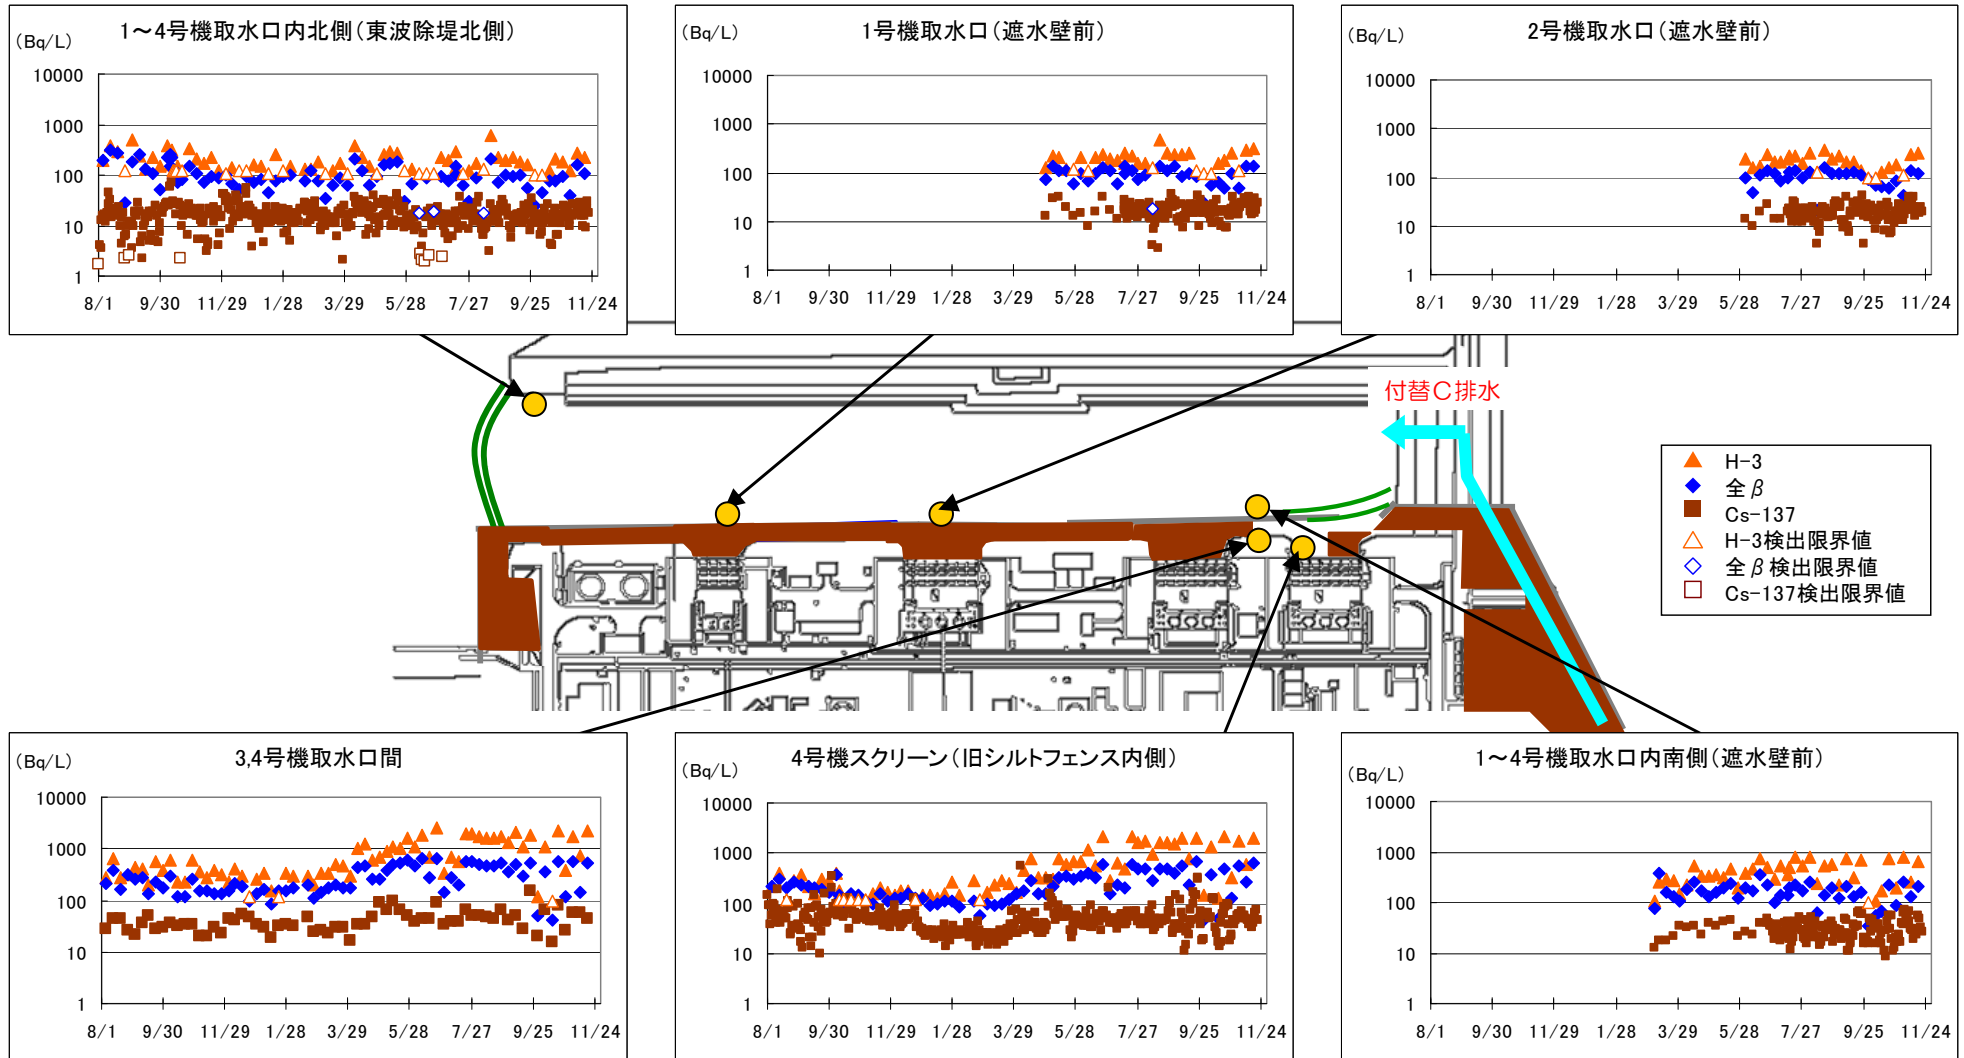 1～4号機取水口内北側(東波除堤北側)
(Bq/L)
10000
1000
100
10
1
8/1 9/30 11/29 1/28 3/29 5/28 7/27 9/25 11/24
1号機取水口(遮水壁前)
(Bq/L)
10000
1000
100
10
1
8/1 9/30 11/29 1/28 3/29 5/28 7/27 9/25 11/24
2号機取水口(遮水壁前)
(Bq/L)
10000
1000
100
10
1
8/1 9/30 11/29 1/28 3/29 5/28 7/27 9/25 11/24
付替C排水
H-3
全β
Cs-137
H-3検出限界値
全β検出限界値
Cs-137検出限界値
3,4号機取水口間
(Bq/L)
10000
1000
100
10
1
8/1 9/30 11/29 1/28 3/29 5/28 7/27 9/25 11/24
4号機スクリーン(旧シルトフェンス内側)
(Bq/L)
10000
1000
100
10
1
8/1 9/30 11/29 1/28 3/29 5/28 7/27 9/25 11/24
1～4号機取水口内南側(遮水壁前)
(Bq/L)
10000
1000
100
10
1
8/1 9/30 11/29 1/28 3/29 5/28 7/27 9/25 11/24